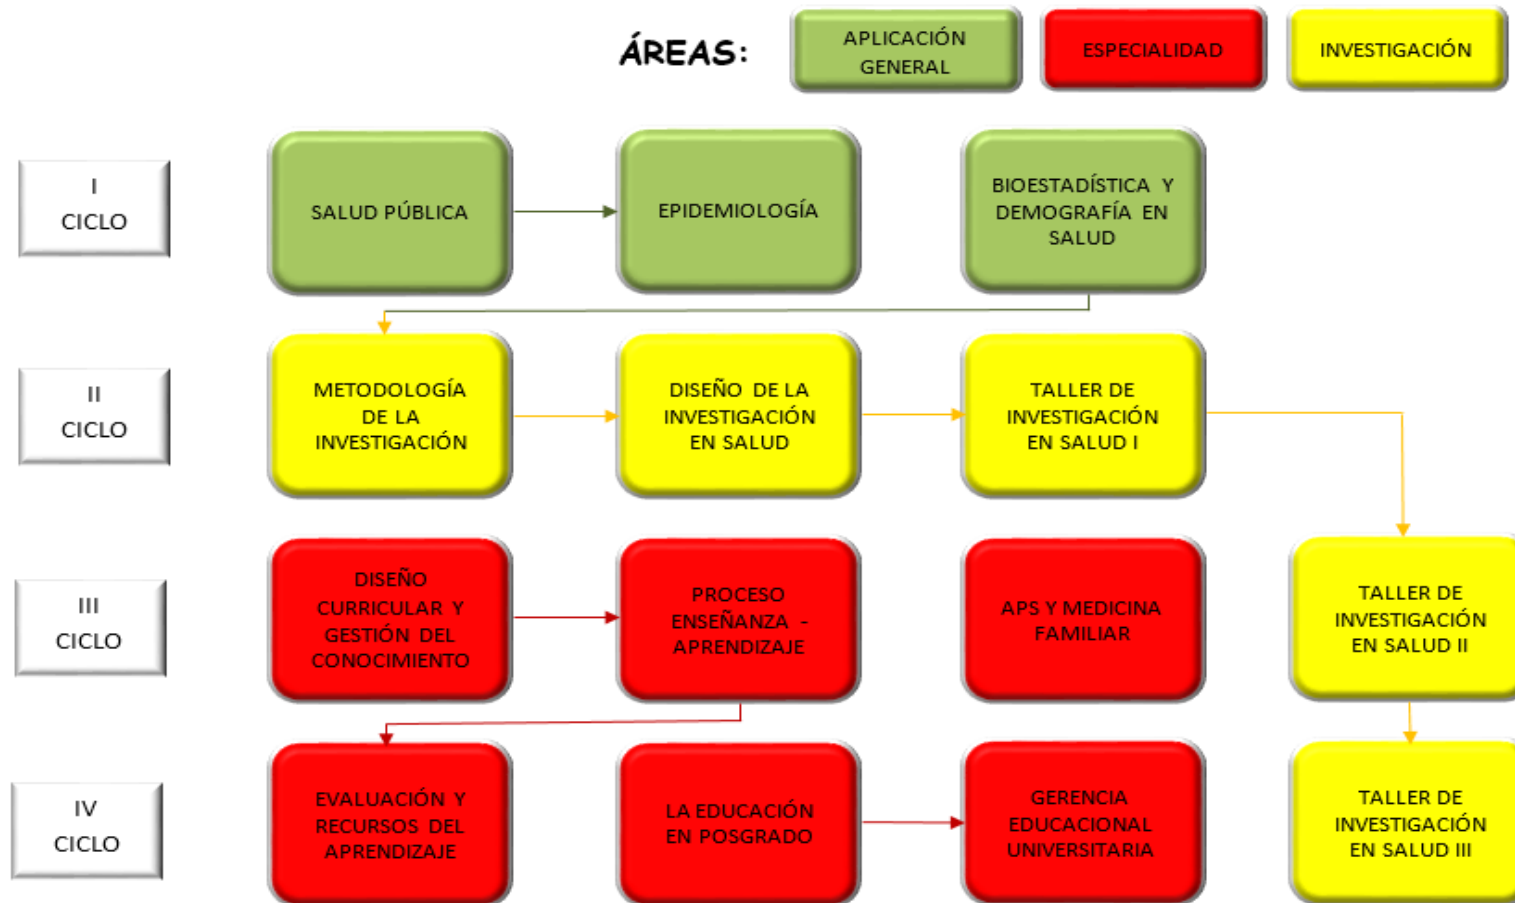 ÁREAS:
APLICACIÓN
GENERAL
ESPECIALIDAD
INVESTIGACIÓN
I
CICLO
SALUD PÚBLICA
EPIDEMIOLOGÍA
BIOESTADÍSTICA Y
DEMOGRAFÍA EN
SALUD
II
CICLO
METODOLOGÍA
DE LA
INVESTIGACIÓN
DISEÑO DE LA
INVESTIGACIÓN
EN SALUD
TALLER DE
INVESTIGACIÓN
EN SALUD I
III
CICLO
DISEÑO
CURRICULAR Y
GESTIÓN DEL
CONOCIMIENTO
PROCESO
ENSEÑANZA -
APRENDIZAJE
APS Y MEDICINA
FAMILIAR
TALLER DE
INVESTIGACIÓN
EN SALUD II
IV
CICLO
EVALUACIÓN Y
RECURSOS DEL
APRENDIZAJE
LA EDUCACIÓN
EN POSGRADO
GERENCIA
EDUCACIONAL
UNIVERSITARIA
TALLER DE
INVESTIGACIÓN
EN SALUD III